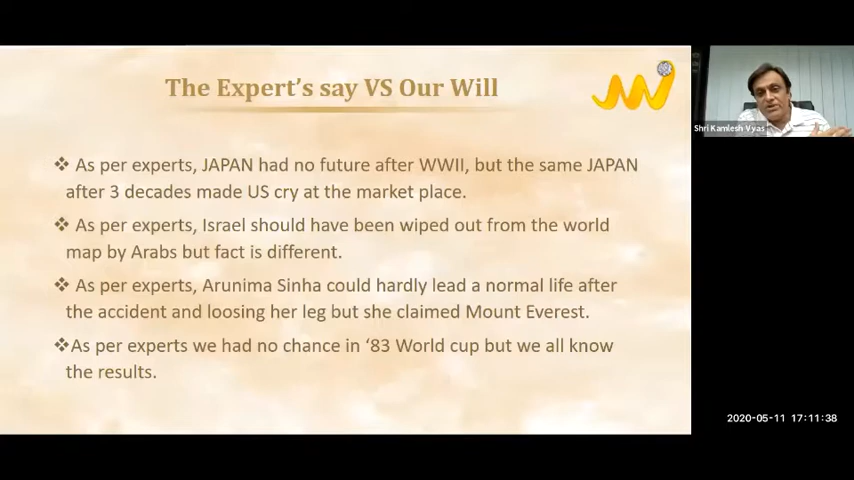 The Expert's say VS Our Will
❖ As per experts, JAPAN had no future after WWII, but the same JAPAN
after 3 decades made US cry at the market place.
❖ As per experts, Israel should have been wiped out from the world
map by Arabs but fact is different.
❖ As per experts, Arunima Sinha could hardly lead a normal life after
the accident and loosing her leg but she claimed Mount Everest.
❖As per experts we had no chance in ‘83 World cup but we all know
the results.
Shri Kamlesh Vyas
2020-05-11 17:11:38